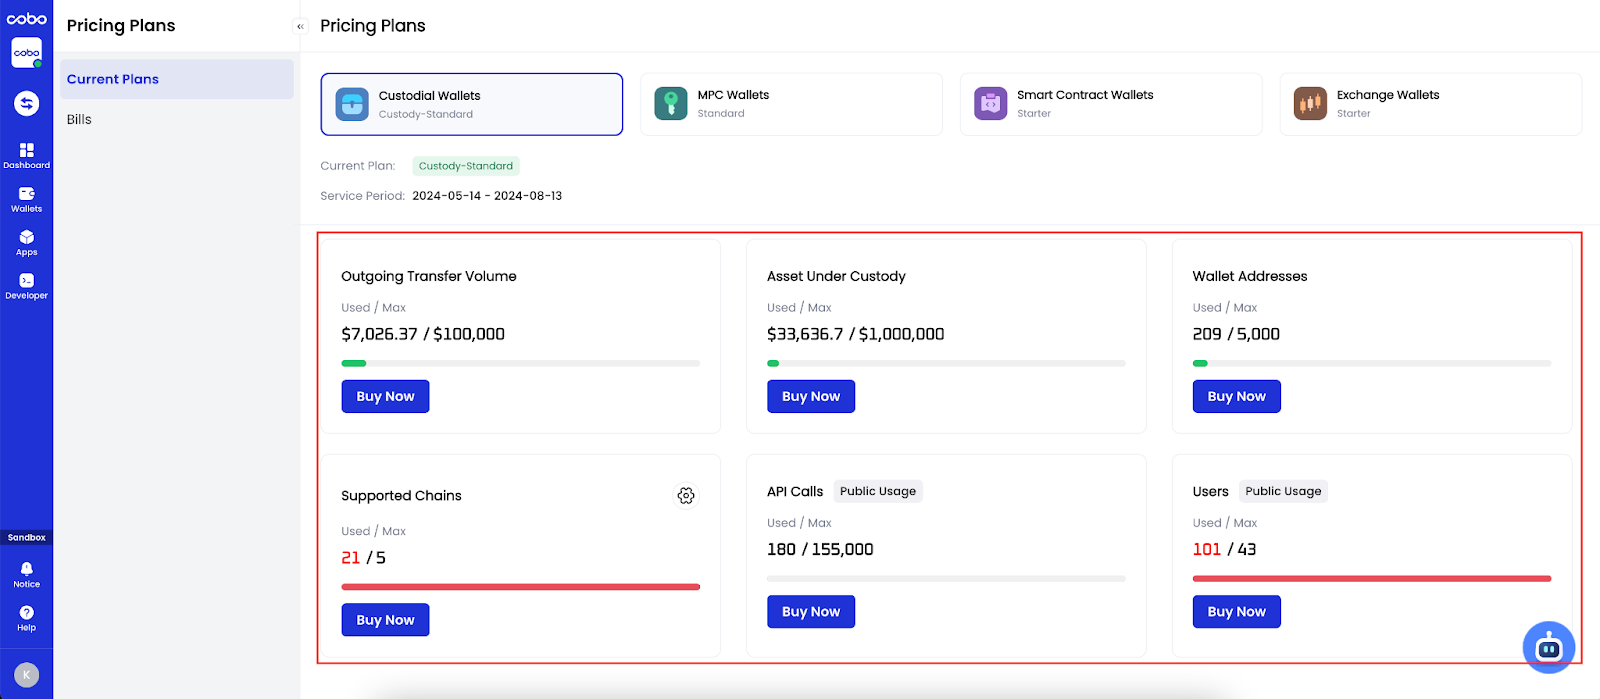 cobo
cobo
Dashboard
Wallets
Apps
Developer
Sandbox
Notice
Help
K
Pricing Plans
Current Plans
Bills
Pricing Plans
Custodial Wallets
Custody-Standard
MPC Wallets
Standard
Smart Contract Wallets
Starter
Exchange Wallets
Starter
Current Plan: Custody-Standard
Service Period: 2024-05-14 - 2024-08-13
Outgoing Transfer Volume
Used / Max
$7,026.37 / $100,000
Buy Now
Asset Under Custody
Used / Max
$33,636.7 / $1,000,000
Buy Now
Wallet Addresses
Used / Max
209 / 5,000
Buy Now
Supported Chains
Used / Max
21 / 5
Buy Now
API Calls Public Usage
Used / Max
180 / 155,000
Buy Now
Users Public Usage
Used / Max
101 / 43
Buy Now